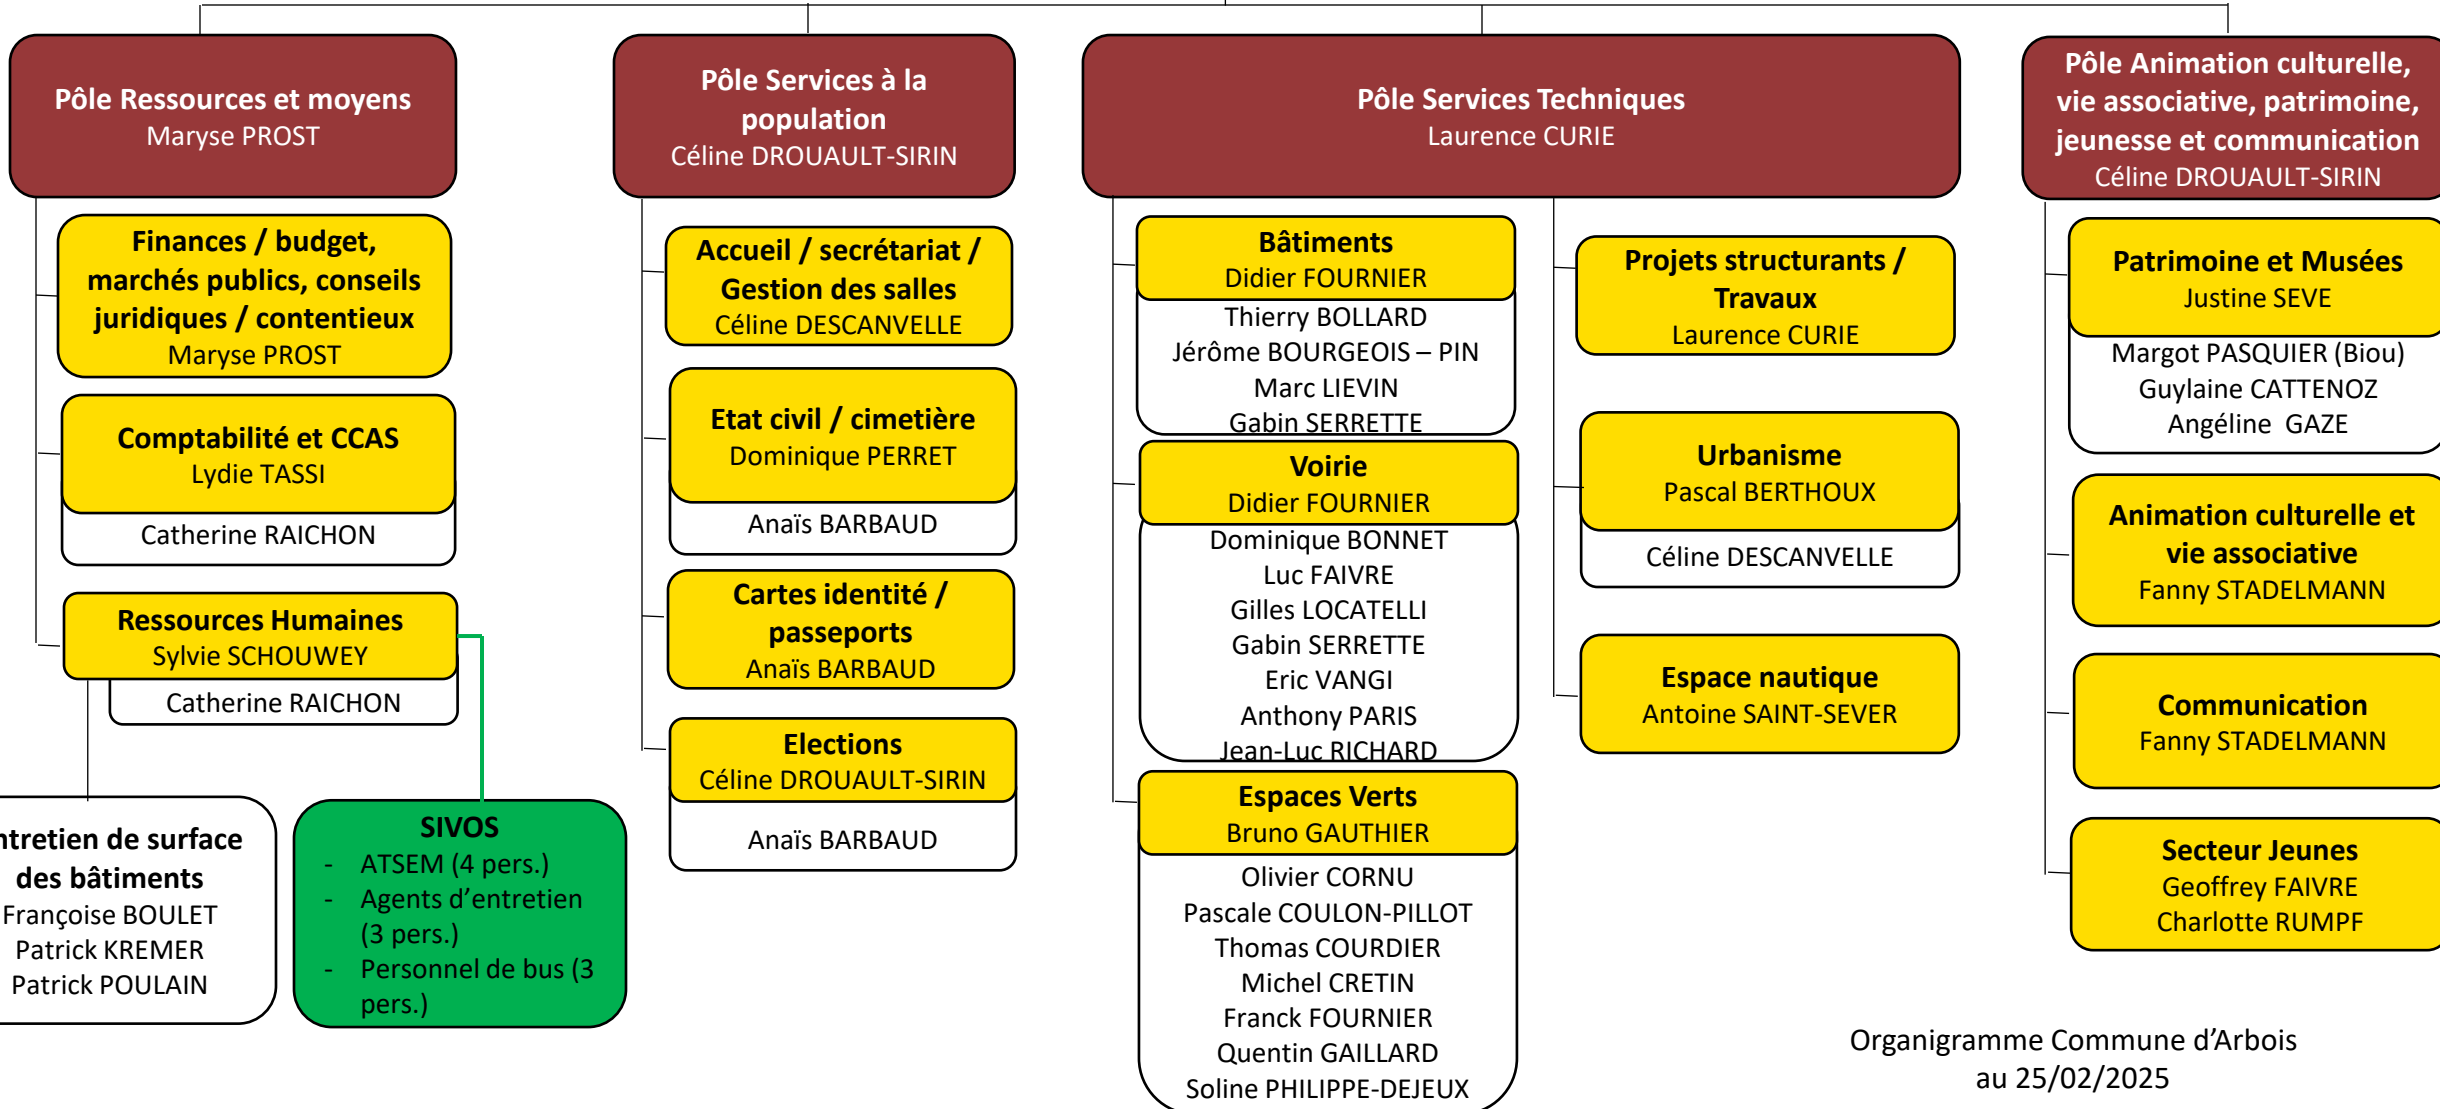 Pôle Ressources et moyens
Maryse PROST
Finances / budget,
marchés publics, conseils
juridiques / contentieux
Maryse PROST
Comptabilité et CCAS
Lydie TASSI
Catherine RAICHON
Ressources Humaines
Sylvie SCHOUWEY
Catherine RAICHON
ntretien de surface
des bâtiments
Françoise BOULET
Patrick KREMER
Patrick POULAIN
SIVOS
- ATSEM (4 pers.)
- Agents d’entretien
(3 pers.)
- Personnel de bus (3
pers.)
Pôle Services à la
population
Céline DROUAULT-SIRIN
Accueil / secrétariat /
Gestion des salles
Céline DESCANVELLE
Etat civil / cimetière
Dominique PERRET
Anaïs BARBAUD
Cartes identité /
passeports
Anaïs BARBAUD
Elections
Céline DROUAULT-SIRIN
Anaïs BARBAUD
Pôle Services Techniques
Laurence CURIE
Bâtiments
Didier FOURNIER
Thierry BOLLARD
Jérôme BOURGEOIS – PIN
Marc LIEVIN
Gabin SERRETTE
Voirie
Didier FOURNIER
Dominique BONNET
Luc FAIVRE
Gilles LOCATELLI
Gabin SERRETTE
Eric VANGI
Anthony PARIS
Jean-Luc RICHARD
Espaces Verts
Bruno GAUTHIER
Olivier CORNU
Pascale COULON-PILLOT
Thomas COURDIER
Michel CRETIN
Franck FOURNIER
Quentin GAILLARD
Soline PHILIPPE-DEJEUX
Projets structurants /
Travaux
Laurence CURIE
Urbanisme
Pascal BERTHOUX
Céline DESCANVELLE
Espace nautique
Antoine SAINT-SEVER
Pôle Animation culturelle,
vie associative, patrimoine,
jeunesse et communication
Céline DROUAULT-SIRIN
Patrimoine et Musées
Justine SEVE
Margot PASQUIER (Biou)
Guylaine CATTENOZ
Angéline GAZE
Animation culturelle et
vie associative
Fanny STADELMANN
Communication
Fanny STADELMANN
Secteur Jeunes
Geoffrey FAIVRE
Charlotte RUMPF
Organigramme Commune d’Arbois
au 25/02/2025